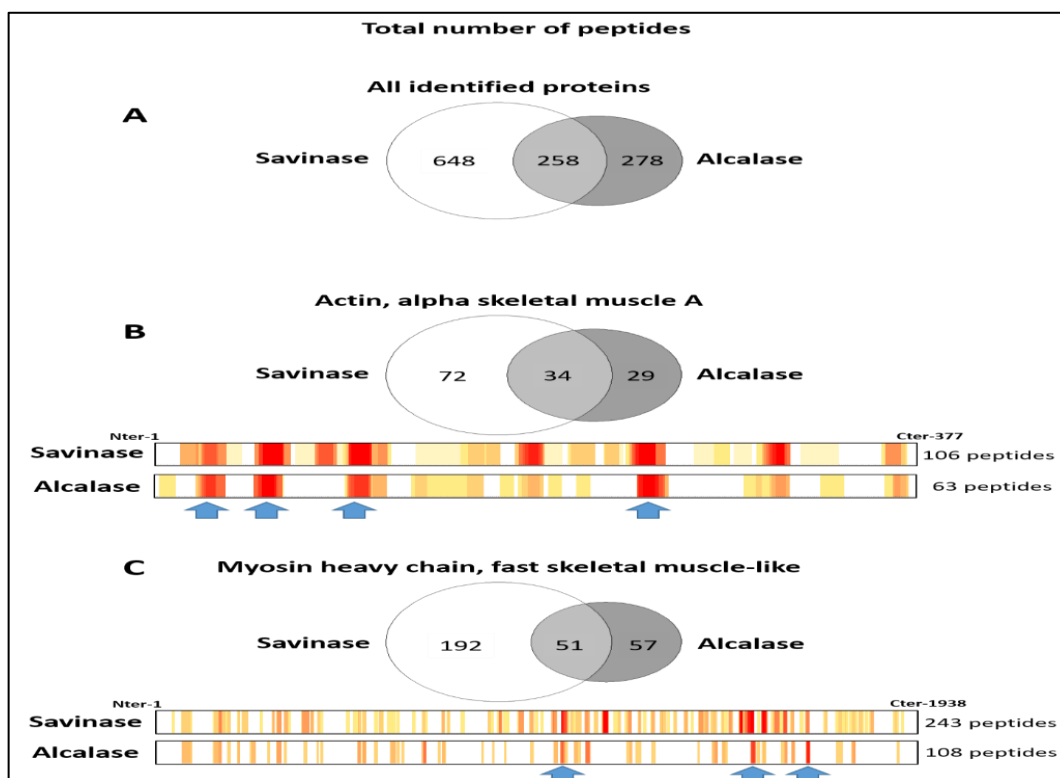 Total number of peptides
All identified proteins
A
Savinase 648 258 278 Alcalase
Actin, alpha skeletal muscle A
B
Savinase 72 34 29 Alcalase
Nter-1 Cter-377
Savinase 106 peptides
Alcalase 63 peptides
C Myosin heavy chain, fast skeletal muscle-like
Savinase 192 51 57 Alcalase
Nter-1 Cter-1938
Savinase 243 peptides
Alcalase 108 peptides